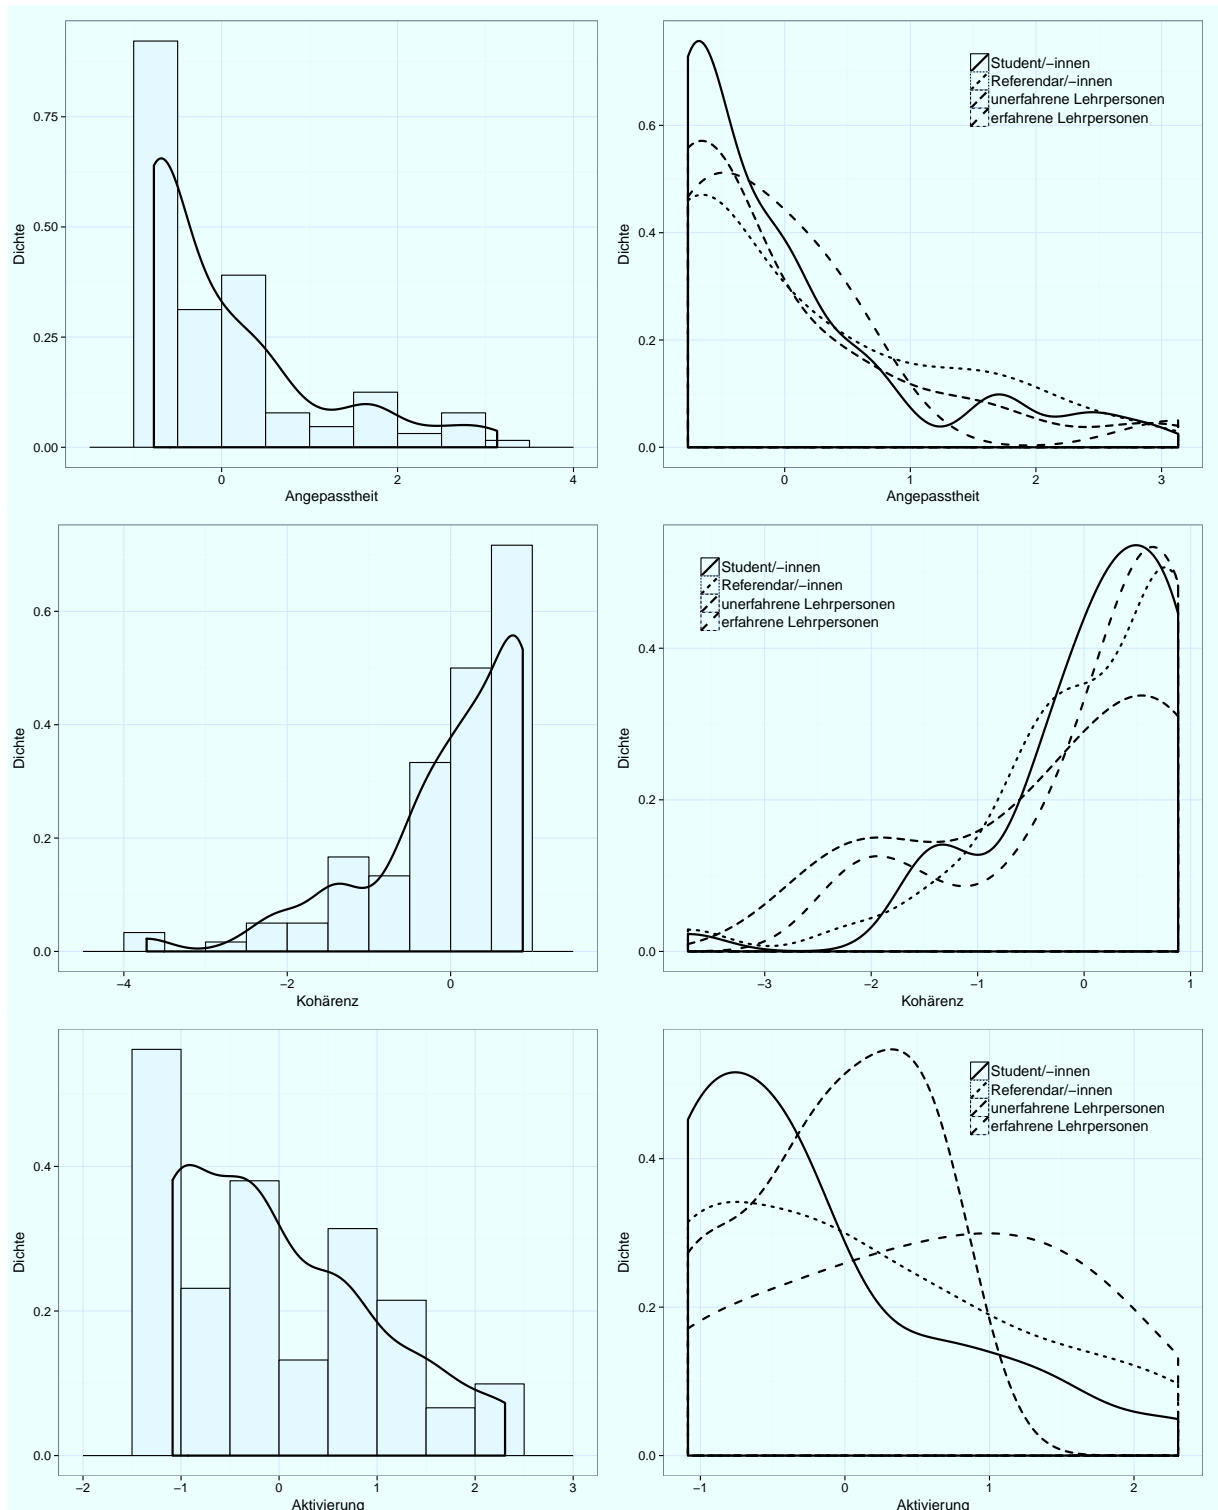 0.75
0.50
0.25
0.00
Dichte
0 2 4
Angepasstheit
Student/−innen
Referendar/−innen
unerfahrene Lehrpersonen
erfahrene Lehrpersonen
0.6
0.4
0.2
0.0
Dichte
0 1 2 3
Angepasstheit
0.6
0.4
0.2
0.0
Dichte
−4 −2 0
Kohärenz
Student/−innen
Referendar/−innen
unerfahrene Lehrpersonen
erfahrene Lehrpersonen
0.4
0.2
0.0
Dichte
−3 −2 −1 0 1
Kohärenz
0.4
0.2
0.0
Dichte
−2 −1 0 1 2 3
Aktivierung
Student/−innen
Referendar/−innen
unerfahrene Lehrpersonen
erfahrene Lehrpersonen
0.4
0.2
0.0
Dichte
−1 0 1 2
Aktivierung